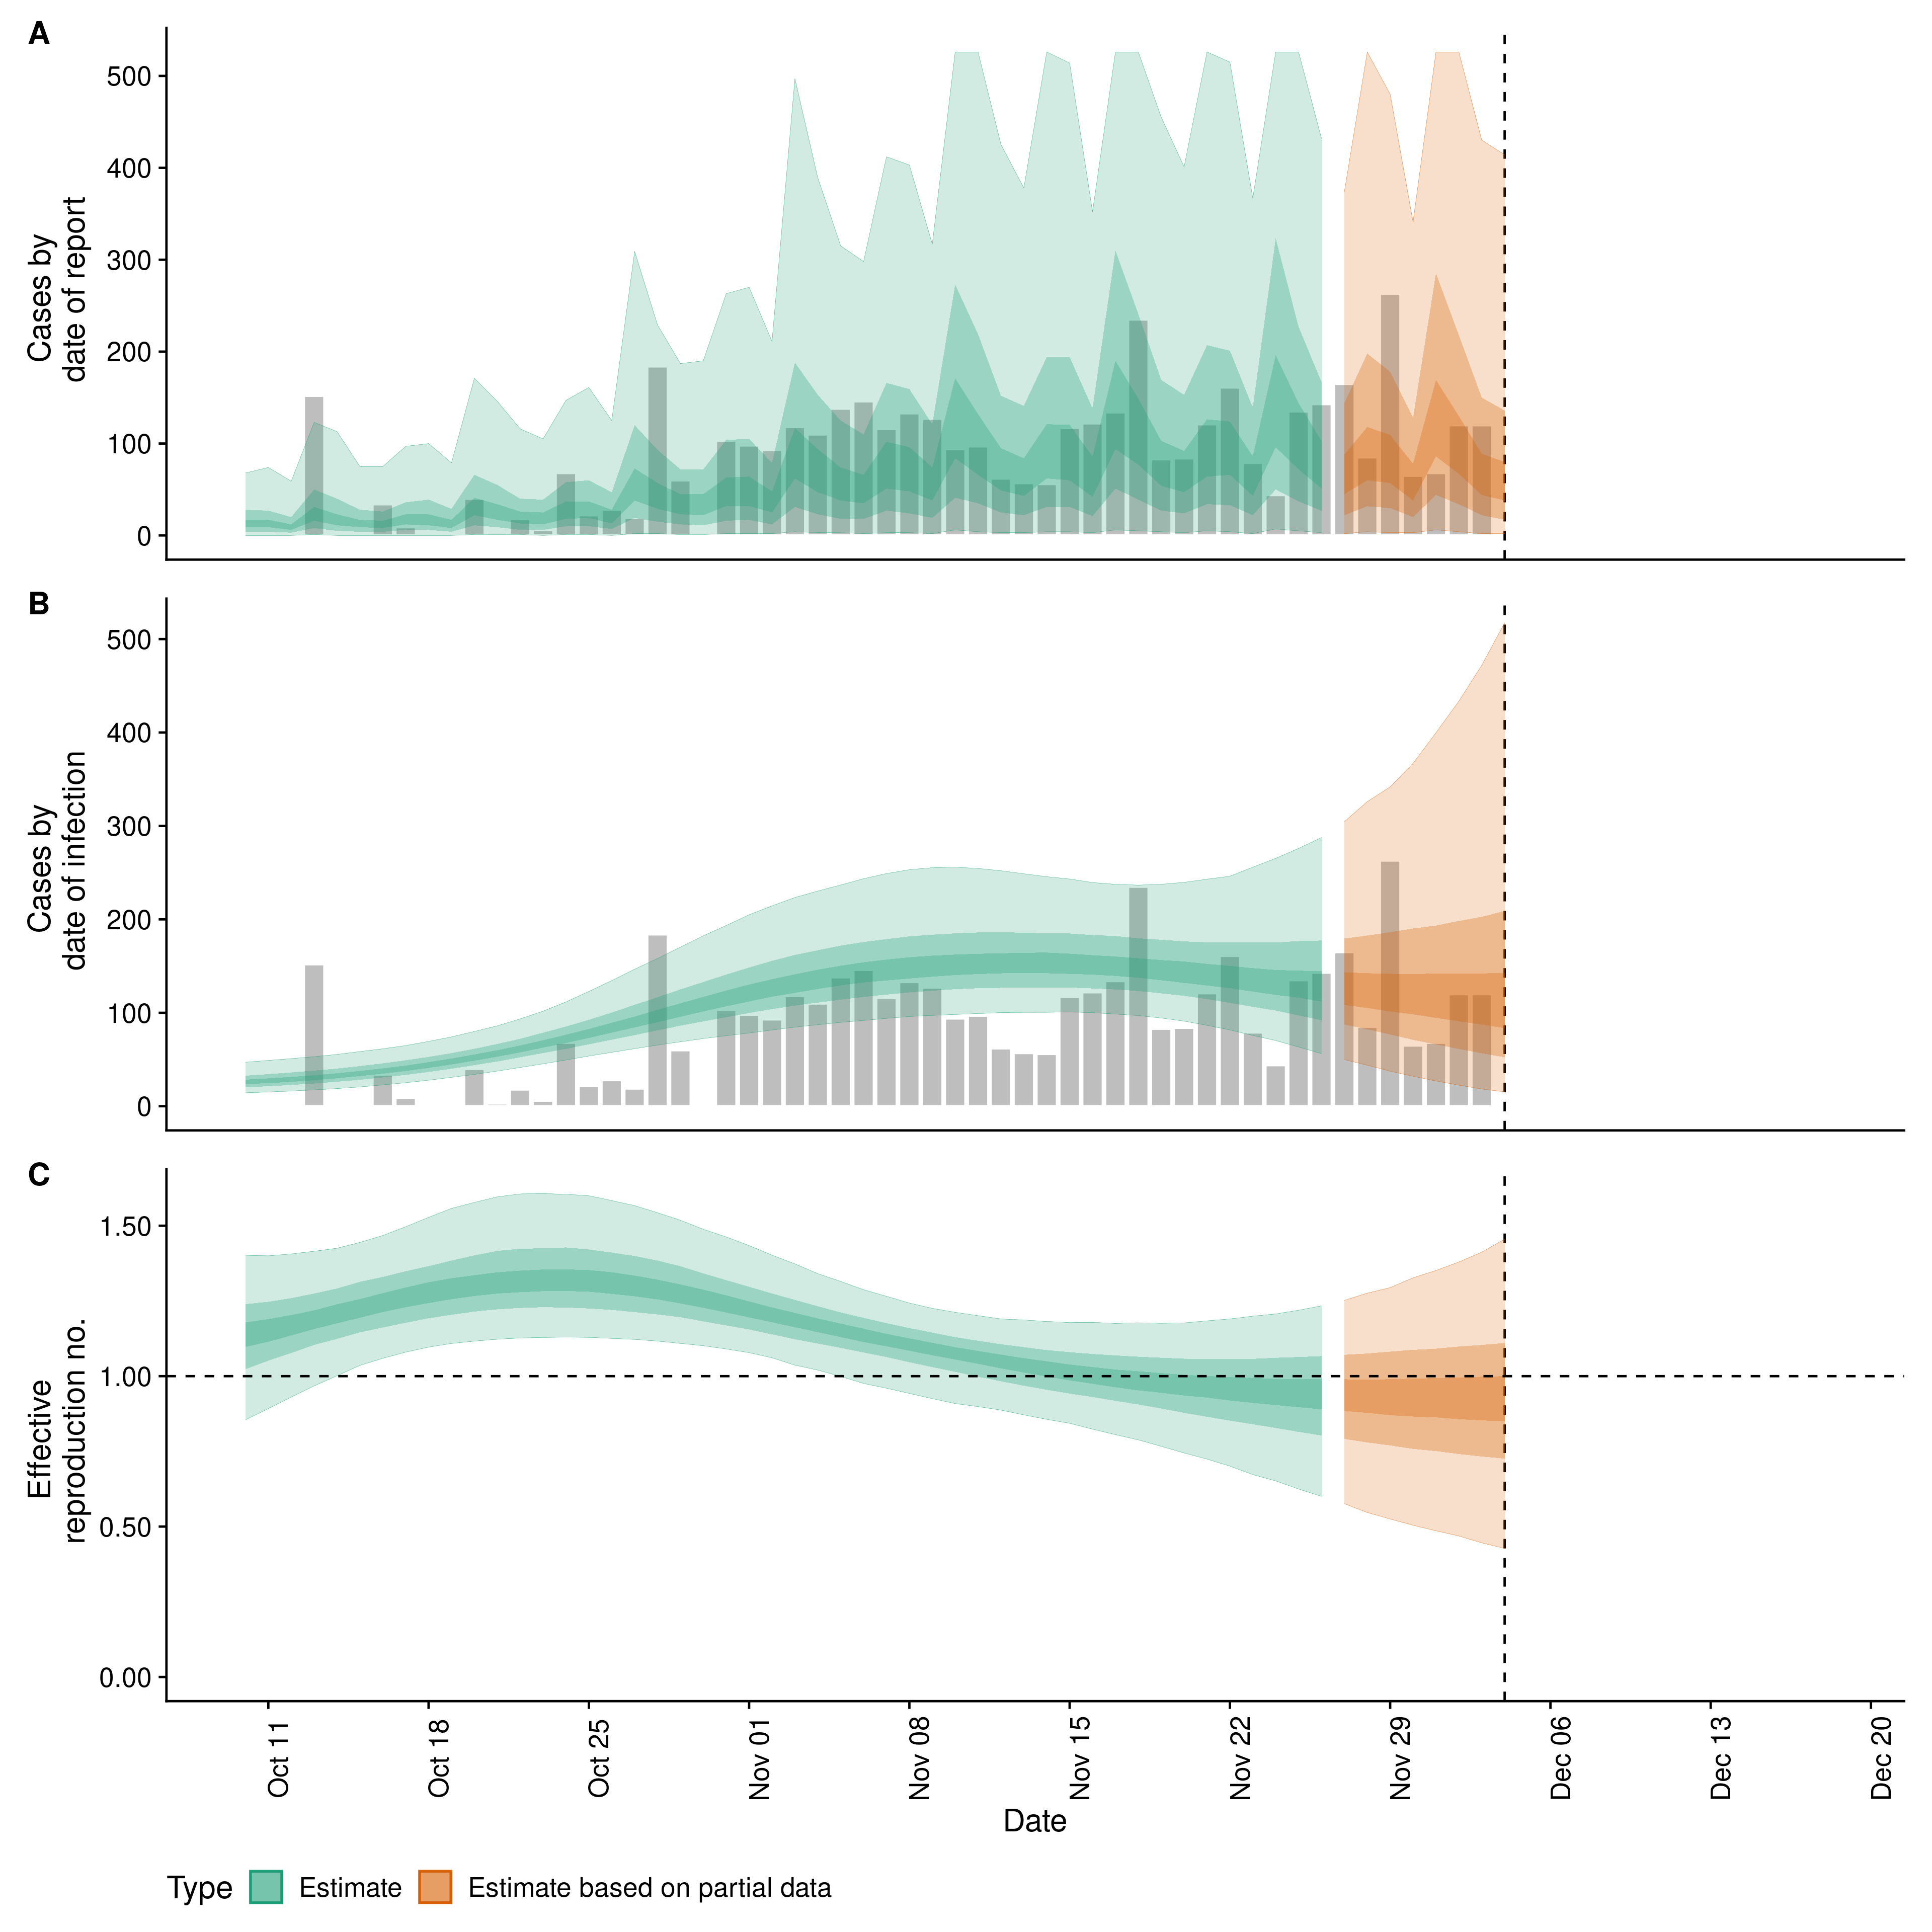 A
Cases by
date of report
500
400
300
200
100
0
B
Cases by
date of infection
500
400
300
200
100
0
C
Effective
reproduction no.
1.50
1.00
0.50
0.00
Oct 11
Oct 18
Oct 25
Nov 01
Nov 08
Nov 15
Nov 22
Nov 29
Dec 06
Dec 13
Dec 20
Date
Type Estimate Estimate based on partial data